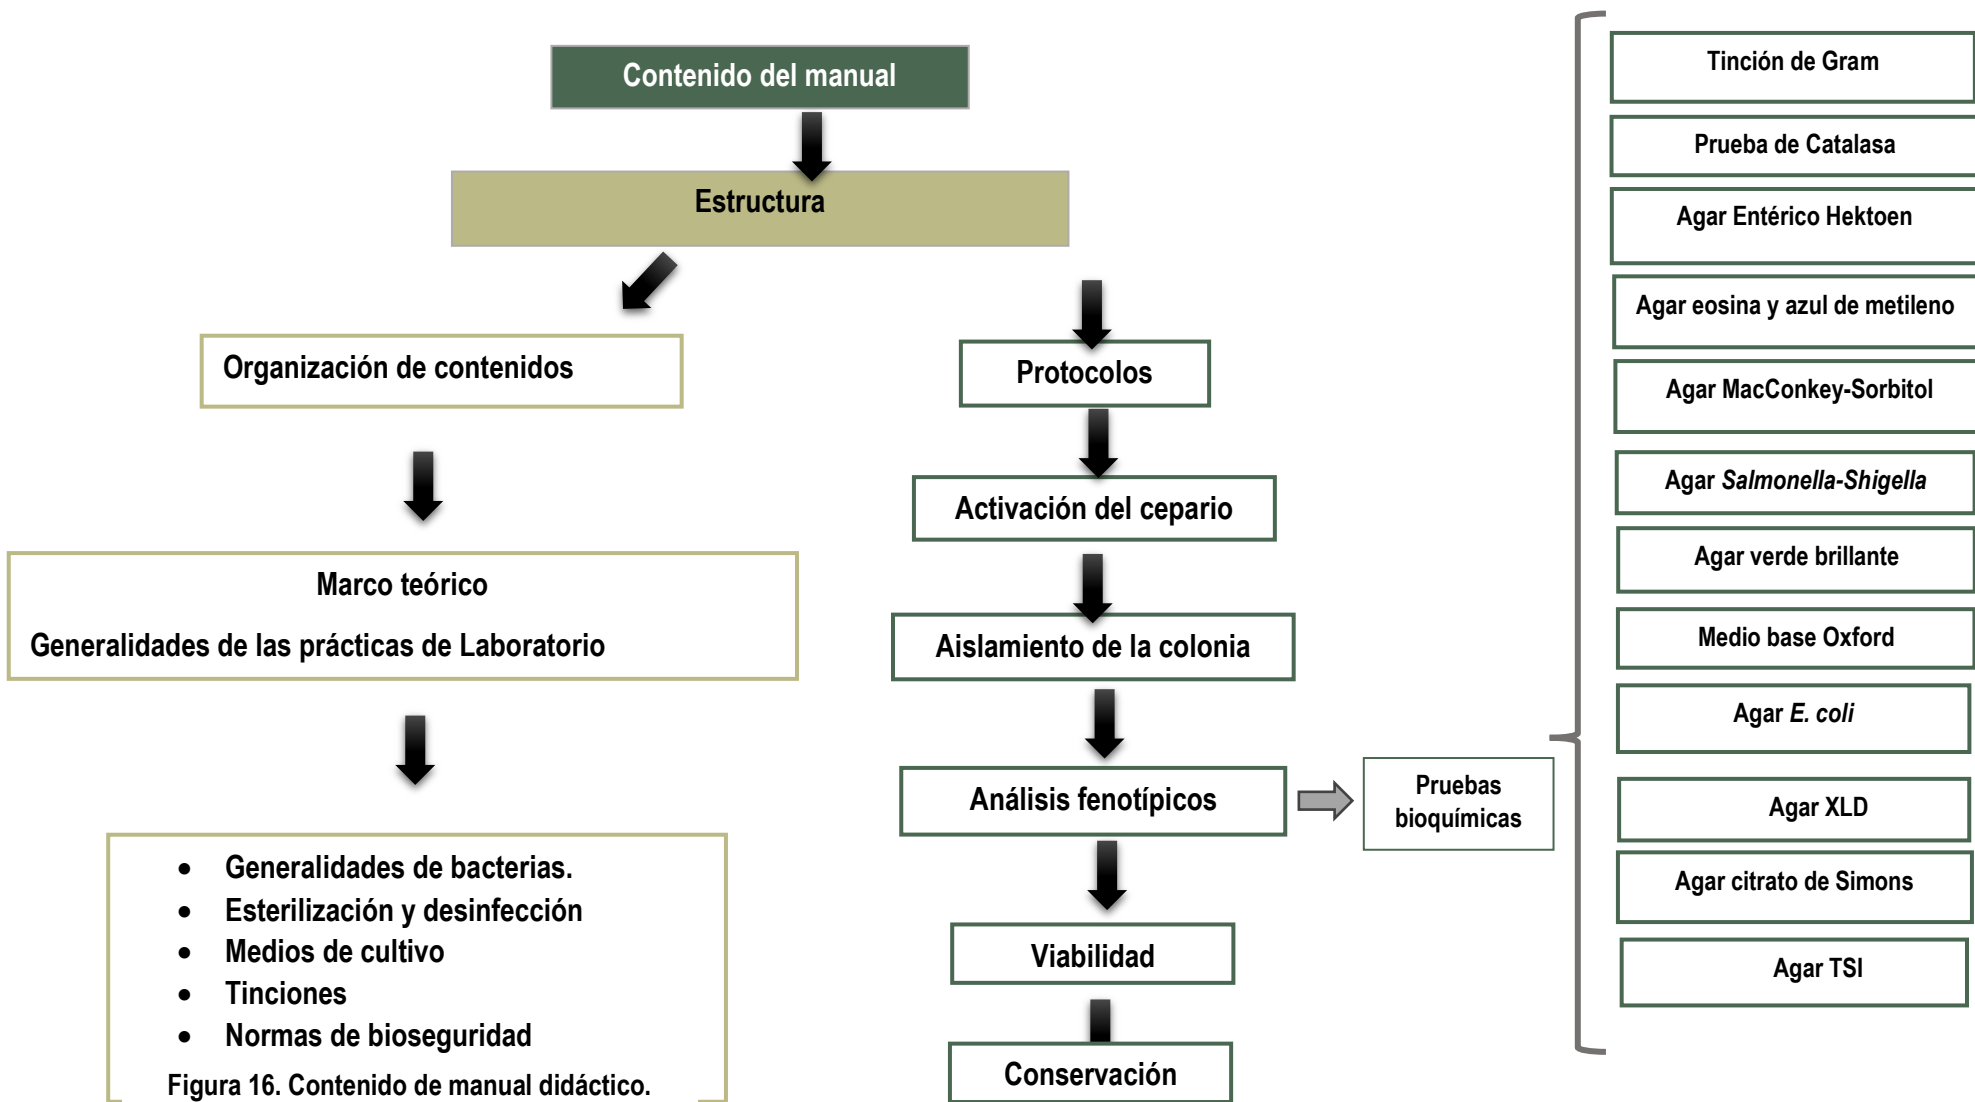 Contenido del manual
Estructura
Organización de contenidos
Marco teórico
Generalidades de las prácticas de Laboratorio
• Generalidades de bacterias.
• Esterilización y desinfección
• Medios de cultivo
• Tinciones
• Normas de bioseguridad
Figura 16. Contenido de manual didáctico.
Protocolos
Activación del cepario
Aislamiento de la colonia
Análisis fenotípicos
Viabilidad
Conservación
Pruebas
bioquímicas
Tinción de Gram
Prueba de Catalasa
Agar Entérico Hektoen
Agar eosina y azul de metileno
Agar MacConkey-Sorbitol
Agar Salmonella-Shigella
Agar verde brillante
Medio base Oxford
Agar E. coli
Agar XLD
Agar citrato de Simons
Agar TSI